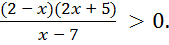 (2 − x)(2x + 5)
x − 7
> 0.